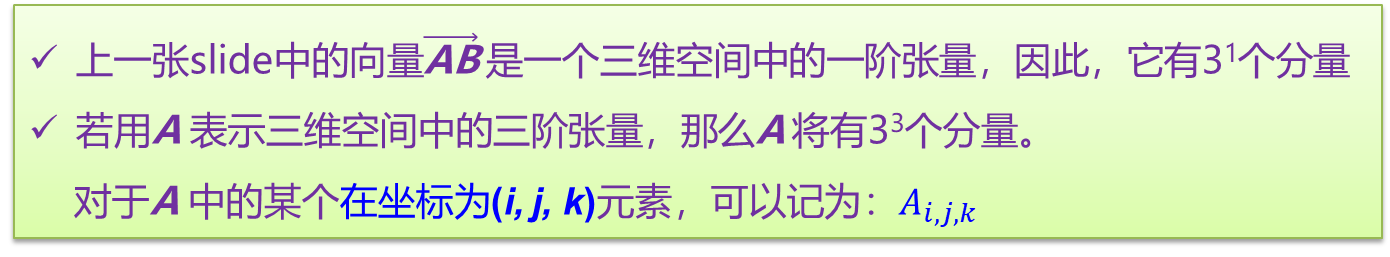 ✓ 上一张slide中的向量$\overrightarrow{AB}$是一个三维空间中的一阶张量，因此，它有3¹个分量
✓ 若用A 表示三维空间中的三阶张量，那么A 将有3³个分量。
对于A 中的某个在坐标为(i, j, k)元素，可以记为：$A_{i,j,k}$